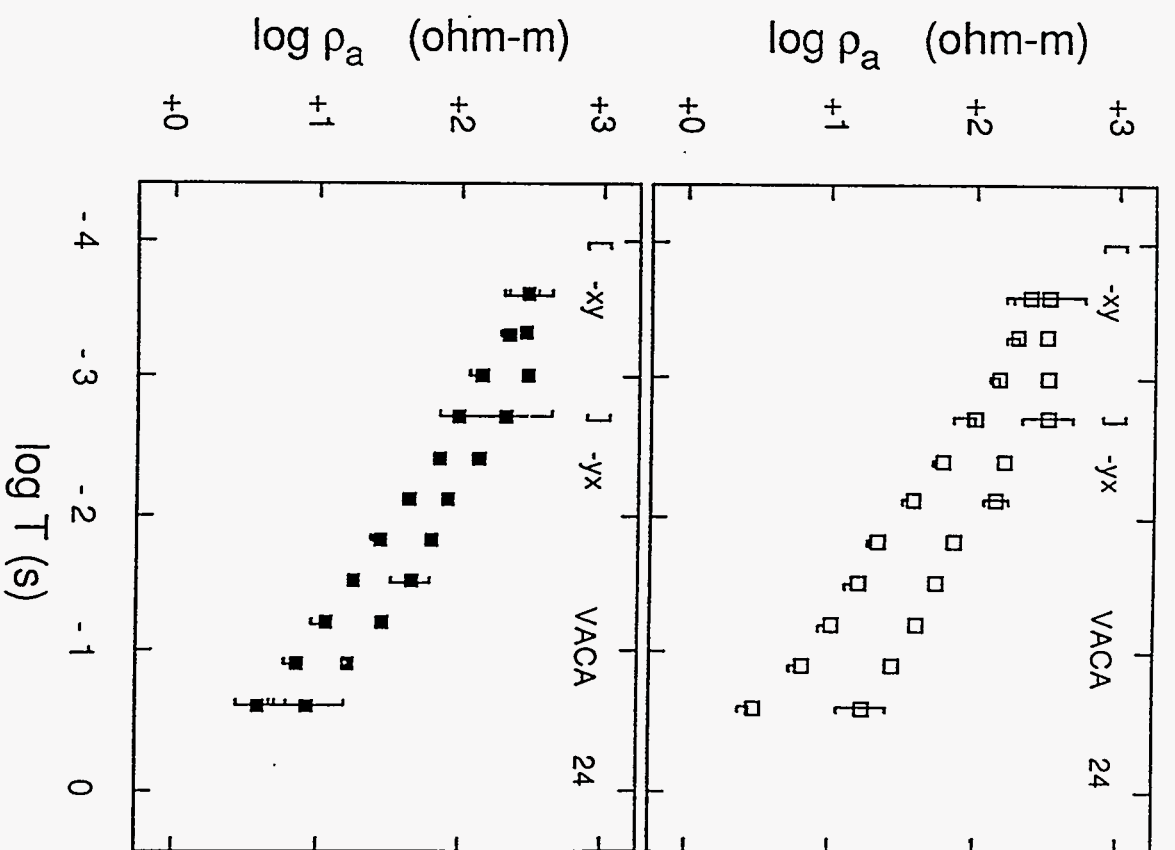 log ρa (ohm-m)
log ρa (ohm-m)
+0
+1
+2
+3
+0
+1
+2
+3
[ -xy ] -yx VACA 24
[ -xy ] -yx VACA 24
-4
-3
-2
-1
0
log T (s)